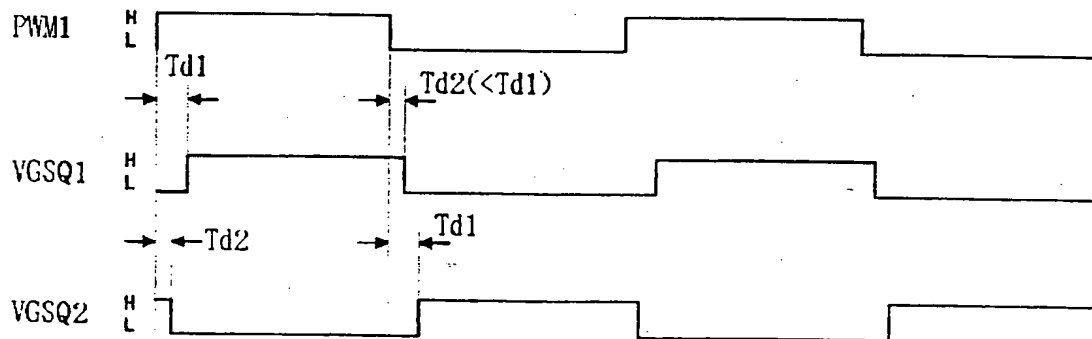 PWM1 H L
Td1 Td2(<Td1)
VGSQ1 H L
Td2 Td1
VGSQ2 H L